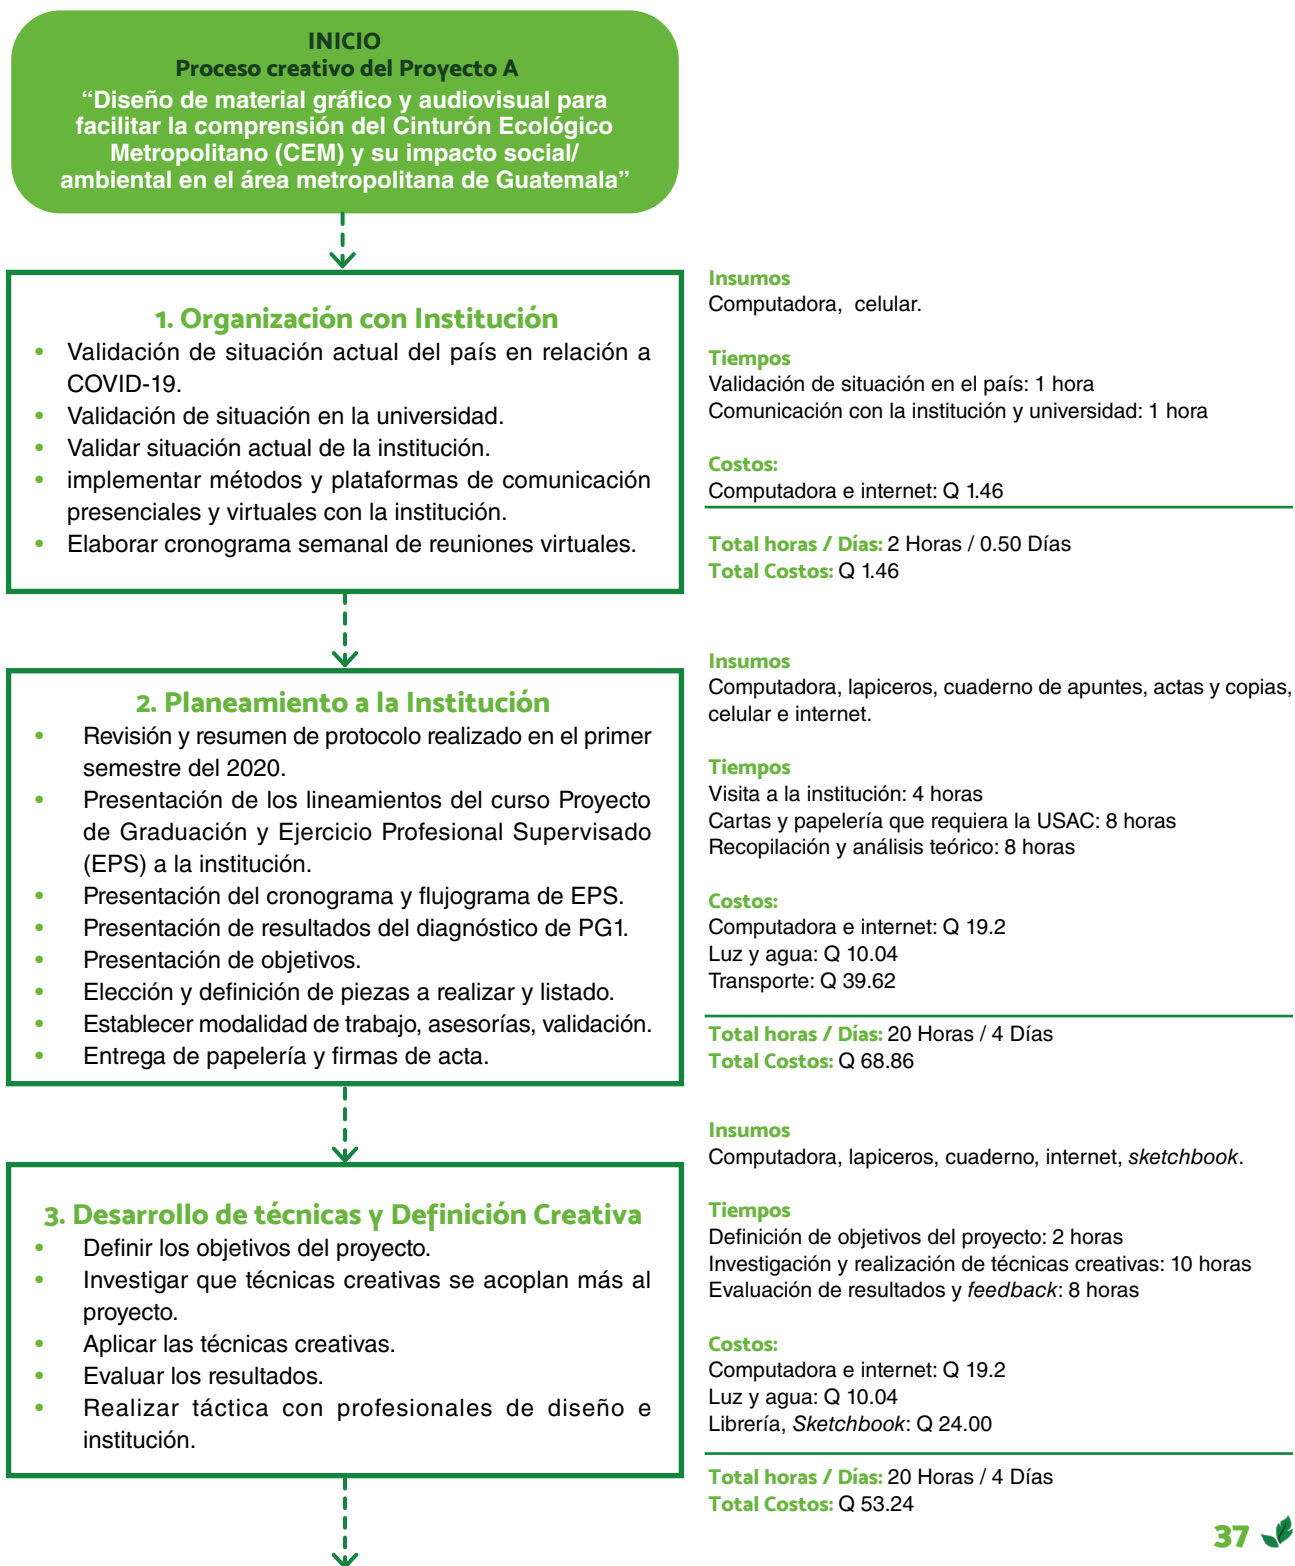 INICIO
Proceso creativo del Proyecto A
“Diseño de material gráfico y audiovisual para
facilitar la comprensión del Cinturón Ecológico
Metropolitano (CEM) y su impacto social/
ambiental en el área metropolitana de Guatemala”
1. Organización con Institución
• Validación de situación actual del país en relación a
COVID-19.
• Validación de situación en la universidad.
• Validar situación actual de la institución.
• implementar métodos y plataformas de comunicación
presenciales y virtuales con la institución.
• Elaborar cronograma semanal de reuniones virtuales.
Insumos
Computadora, celular.
Tiempos
Validación de situación en el país: 1 hora
Comunicación con la institución y universidad: 1 hora
Costos:
Computadora e internet: Q 1.46
Total horas / Días: 2 Horas / 0.50 Días
Total Costos: Q 1.46
2. Planeamiento a la Institución
• Revisión y resumen de protocolo realizado en el primer
semestre del 2020.
• Presentación de los lineamientos del curso Proyecto
de Graduación y Ejercicio Profesional Supervisado
(EPS) a la institución.
• Presentación del cronograma y flujograma de EPS.
• Presentación de resultados del diagnóstico de PG1.
• Presentación de objetivos.
• Elección y definición de piezas a realizar y listado.
• Establecer modalidad de trabajo, asesorías, validación.
• Entrega de papelería y firmas de acta.
Insumos
Computadora, lapiceros, cuaderno de apuntes, actas y copias,
celular e internet.
Tiempos
Visita a la institución: 4 horas
Cartas y papelería que requiera la USAC: 8 horas
Recopilación y análisis teórico: 8 horas
Costos:
Computadora e internet: Q 19.2
Luz y agua: Q 10.04
Transporte: Q 39.62
Total horas / Días: 20 Horas / 4 Días
Total Costos: Q 68.86
3. Desarrollo de técnicas y Definición Creativa
• Definir los objetivos del proyecto.
• Investigar que técnicas creativas se acoplan más al
proyecto.
• Aplicar las técnicas creativas.
• Evaluar los resultados.
• Realizar táctica con profesionales de diseño e
institución.
Insumos
Computadora, lapiceros, cuaderno, internet, sketchbook.
Tiempos
Definición de objetivos del proyecto: 2 horas
Investigación y realización de técnicas creativas: 10 horas
Evaluación de resultados y feedback: 8 horas
Costos:
Computadora e internet: Q 19.2
Luz y agua: Q 10.04
Librería, Sketchbook: Q 24.00
Total horas / Días: 20 Horas / 4 Días
Total Costos: Q 53.24
37